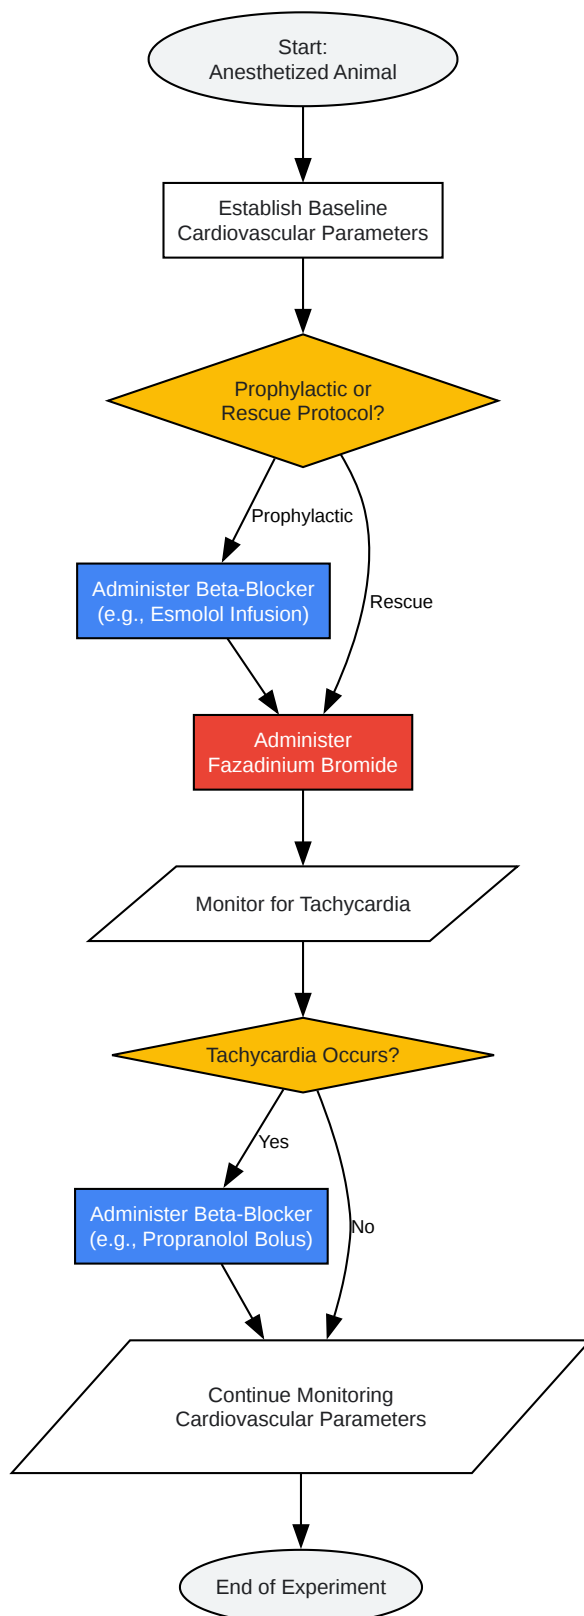 Start:
Anesthetized Animal
Establish Baseline
Cardiovascular Parameters
Prophylactic or
Rescue Protocol?
Prophylactic
Administer Beta-Blocker
(e.g., Esmolol Infusion)
Rescue
Administer
Fazadinium Bromide
Monitor for Tachycardia
Tachycardia Occurs?
Yes
Administer Beta-Blocker
(e.g., Propranolol Bolus)
No
Continue Monitoring
Cardiovascular Parameters
End of Experiment